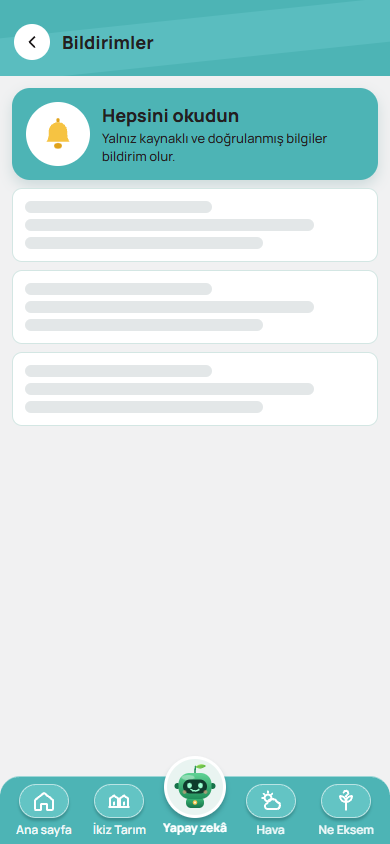 Bildirimler
Hepsini okudun
Yalnız kaynaklı ve doğrulanmış bilgiler
bildirim olur.
Ana sayfa
İkiz Tarım
Yapay zekâ
Hava
Ne Eksem